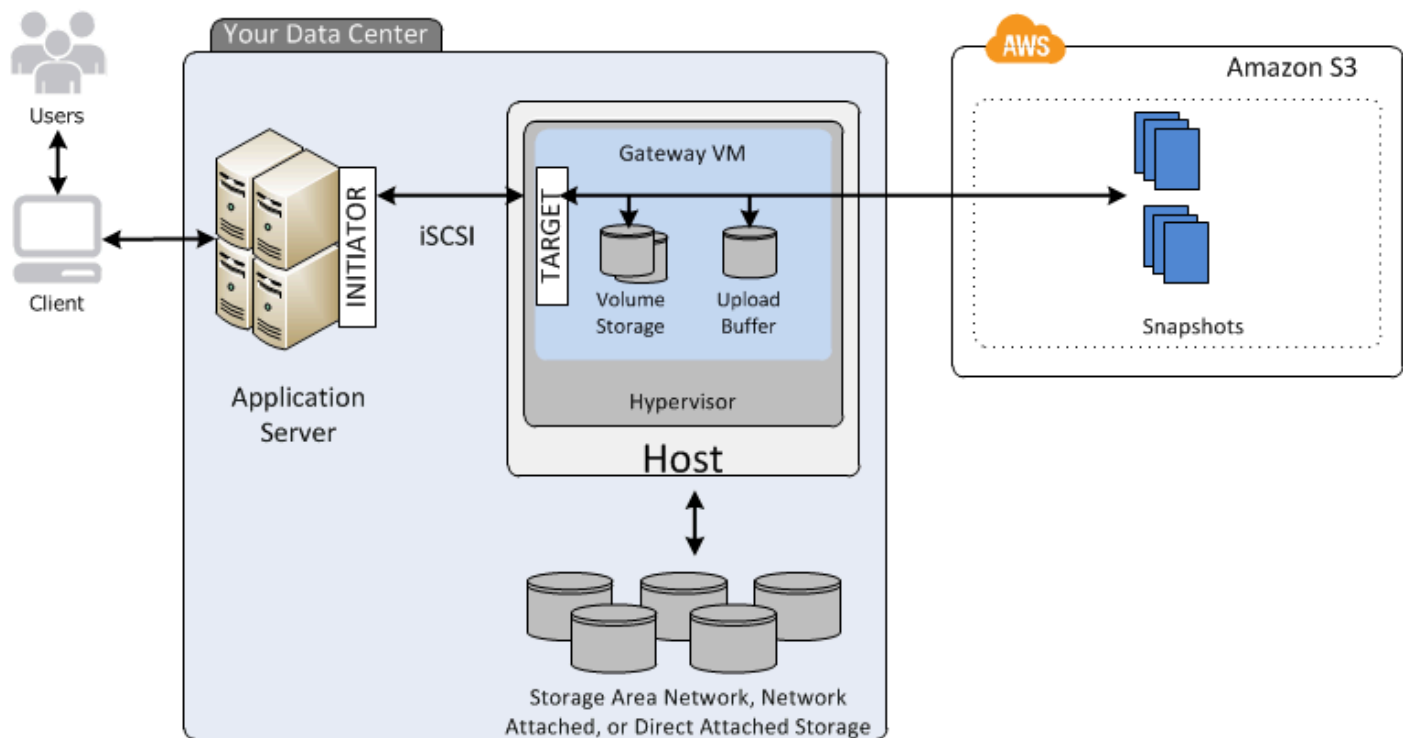 Your Data Center
AWS
Amazon S3
Users
Gateway VM
INITIATOR
iSCSI
TARGET
Client
Volume
Storage
Upload
Buffer
Snapshots
Application
Server
Hypervisor
Host
Storage Area Network, Network
Attached, or Direct Attached Storage